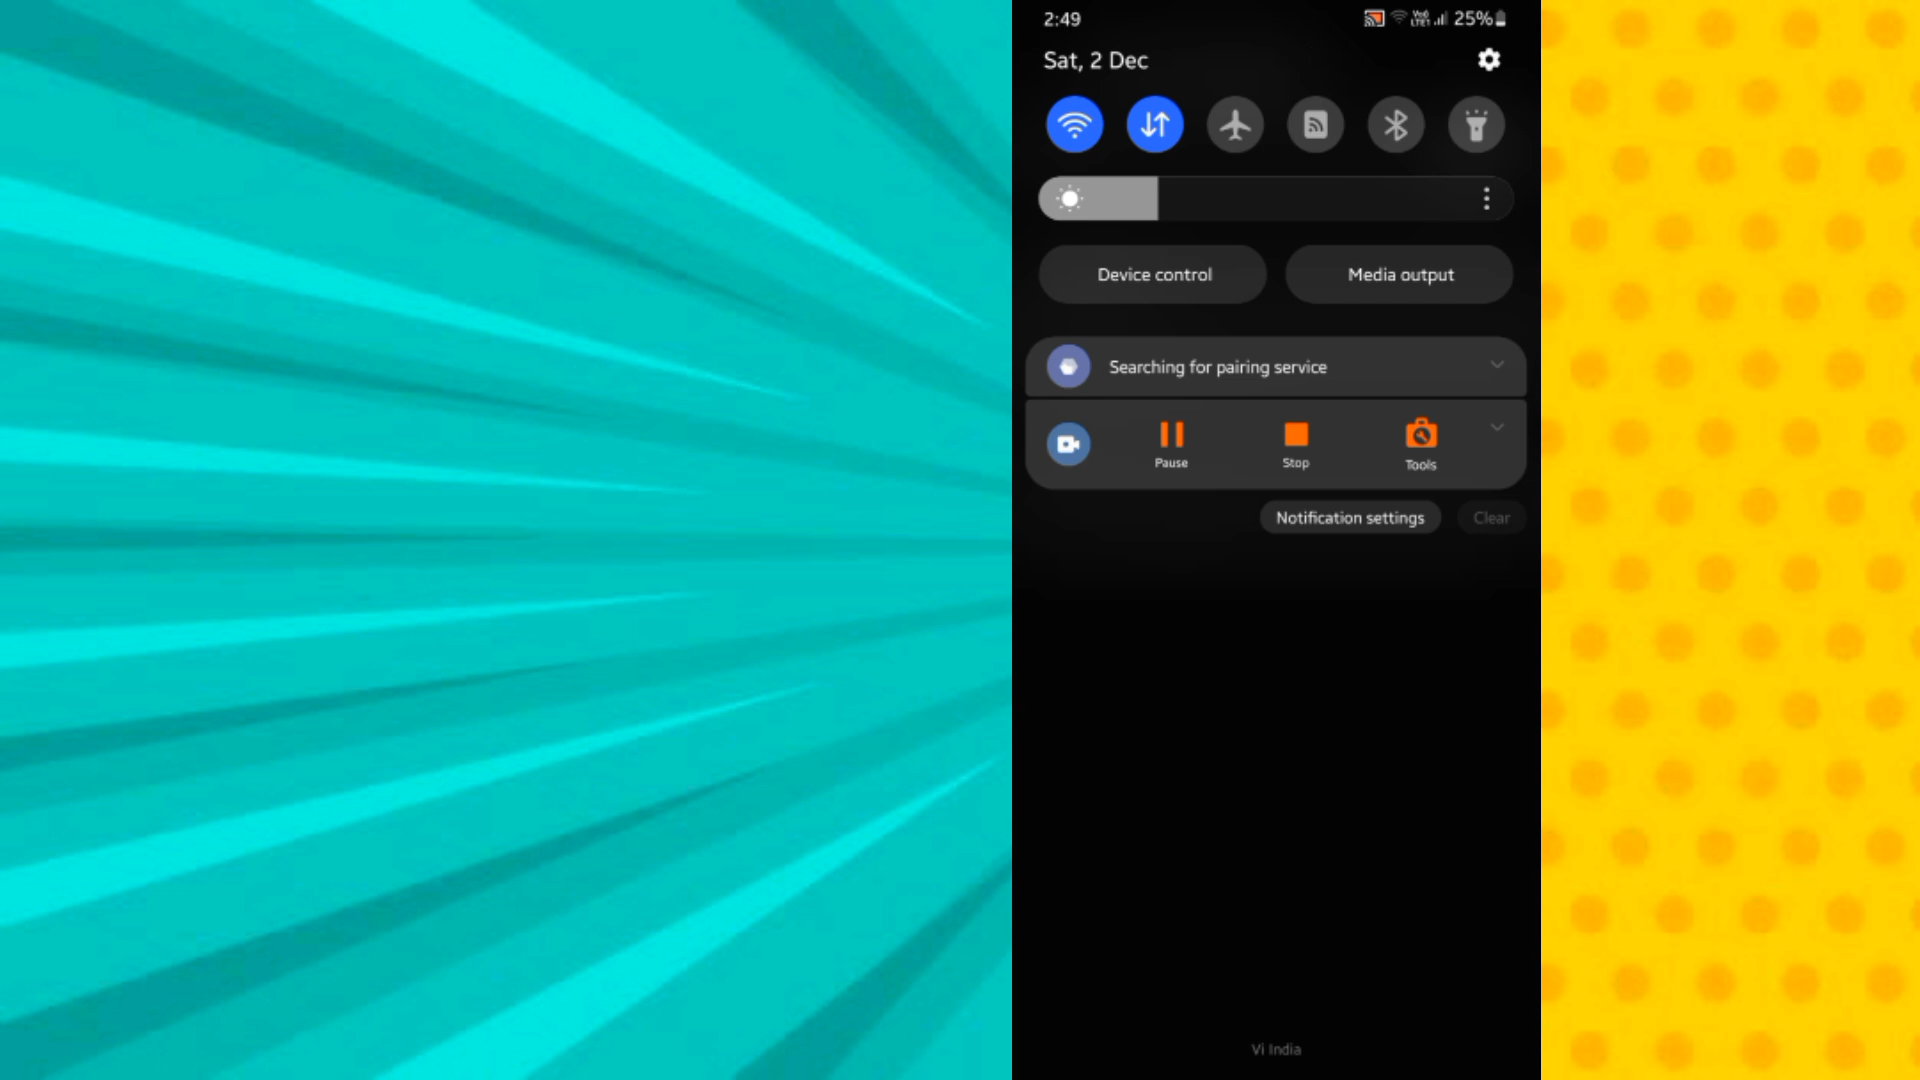 2:49
25%
Sat, 2 Dec
Device control
Media output
Searching for pairing service
Pause
Stop
Tools
Notification settings
Clear
Vi India